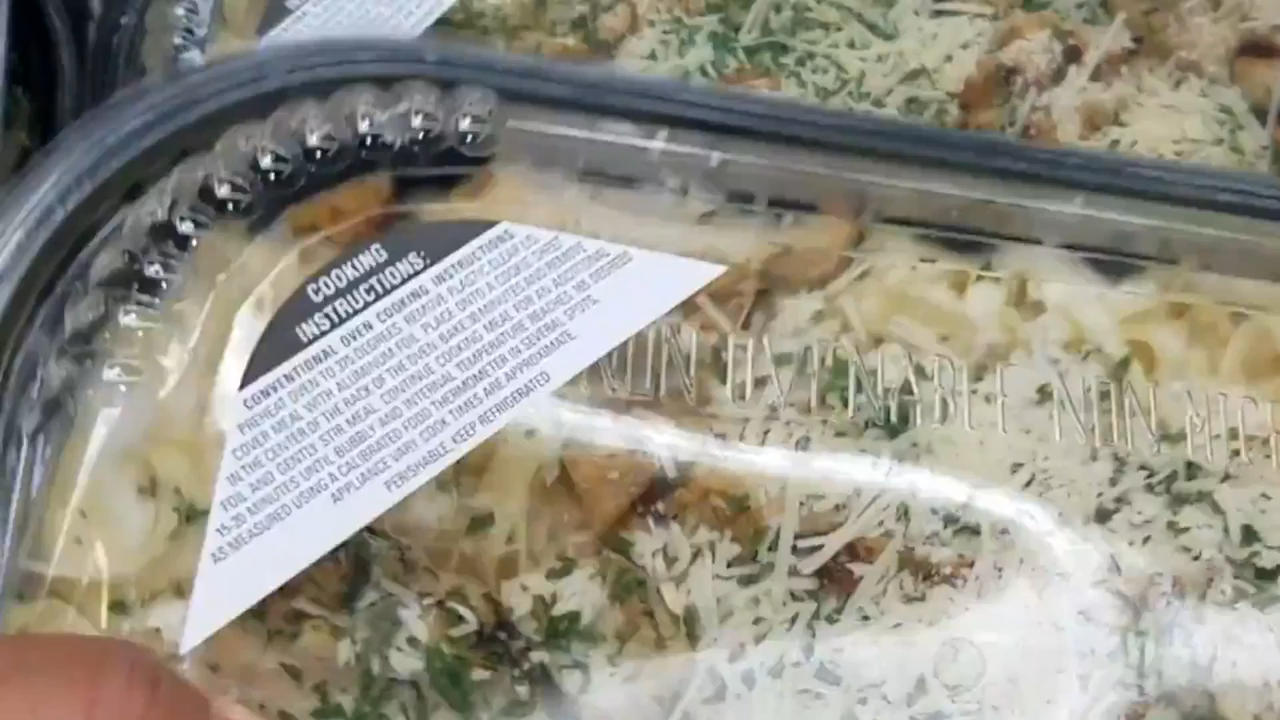 COOKING
INSTRUCTIONS:
CONVENTIONAL OVEN COOKING INSTRUCTIONS
PREHEAD OVEN TO 375 DEGREES. REMOVE PLASTIC CLEAR LID.
COVER MEAL WITH ALUMINUM FOIL. PLACE ONTO A COOKIE SHEET
IN THE CENTER OF THE RACK OF THE OVEN. BAKE 30 MINUTES AND REMOVE
FOIL AND GENTLY STIR MEAL. CONTINUE COOKING MEAL FOR AN ADDITIONAL
15-20 MINUTES UNTIL BUBBLY AND INTERNAL TEMPERATURE REACHES 165 DEGREES
AS MEASURED USING A CALIBRATED FOOD THERMOMETER IN SEVERAL SPOTS.
APPLIANCE VARY, COOK TIMES ARE APPROXIMATE.
PERISHABLE. KEEP REFRIGERATED
NON OVENABLE NON MICR